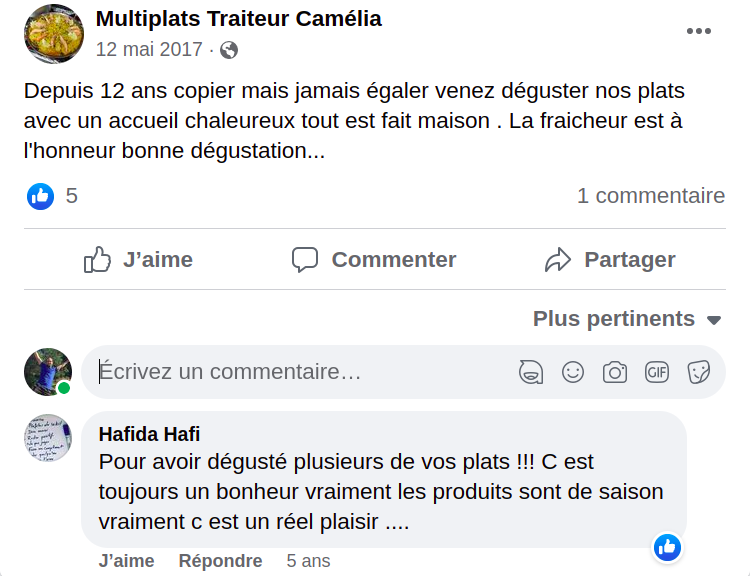 Multiplats Traiteur Camélia
12 mai 2017 ·
Depuis 12 ans copier mais jamais égaler venez déguster nos plats
avec un accueil chaleureux tout est fait maison . La fraicheur est à
l'honneur bonne dégustation...
5 1 commentaire
J’aime Commenter Partager
Plus pertinents
Écrivez un commentaire… GIF
Hafida Hafi
Pour avoir dégusté plusieurs de vos plats !!! C est
toujours un bonheur vraiment les produits sont de saison
vraiment c est un réel plaisir ....
J’aime Répondre 5 ans